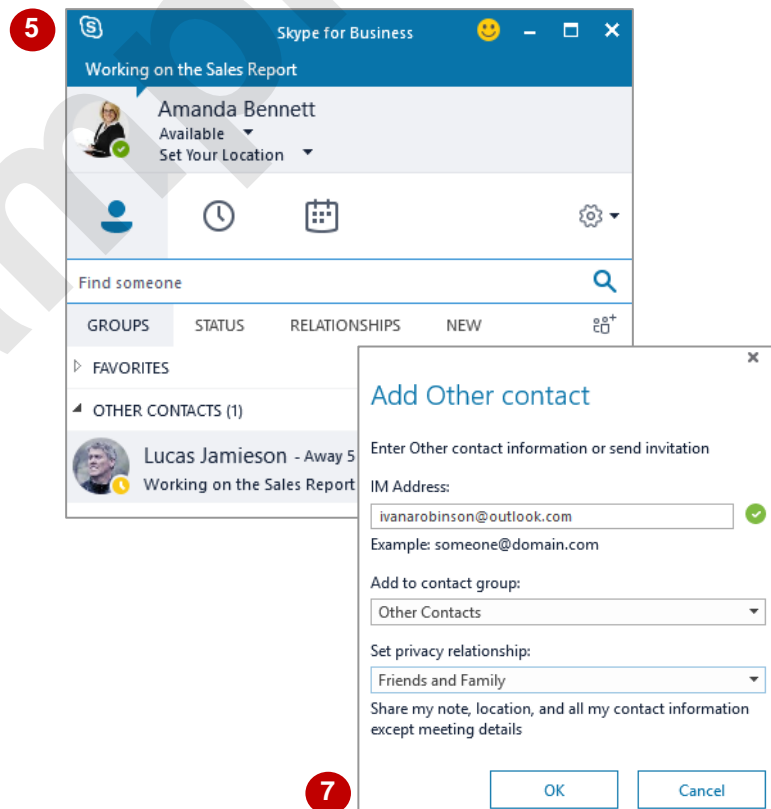 5
Skype for Business
Working on the Sales Report
Amanda Bennett
Available
Set Your Location
Find someone
GROUPS STATUS RELATIONSHIPS NEW
FAVORITES
OTHER CONTACTS (1)
Lucas Jamieson - Away 5
Working on the Sales Report
Add Other contact
Enter Other contact information or send invitation
IM Address:
ivanarobinson@outlook.com
Example: someone@domain.com
Add to contact group:
Other Contacts
Set privacy relationship:
Friends and Family
Share my note, location, and all my contact information
except meeting details
7
OK Cancel